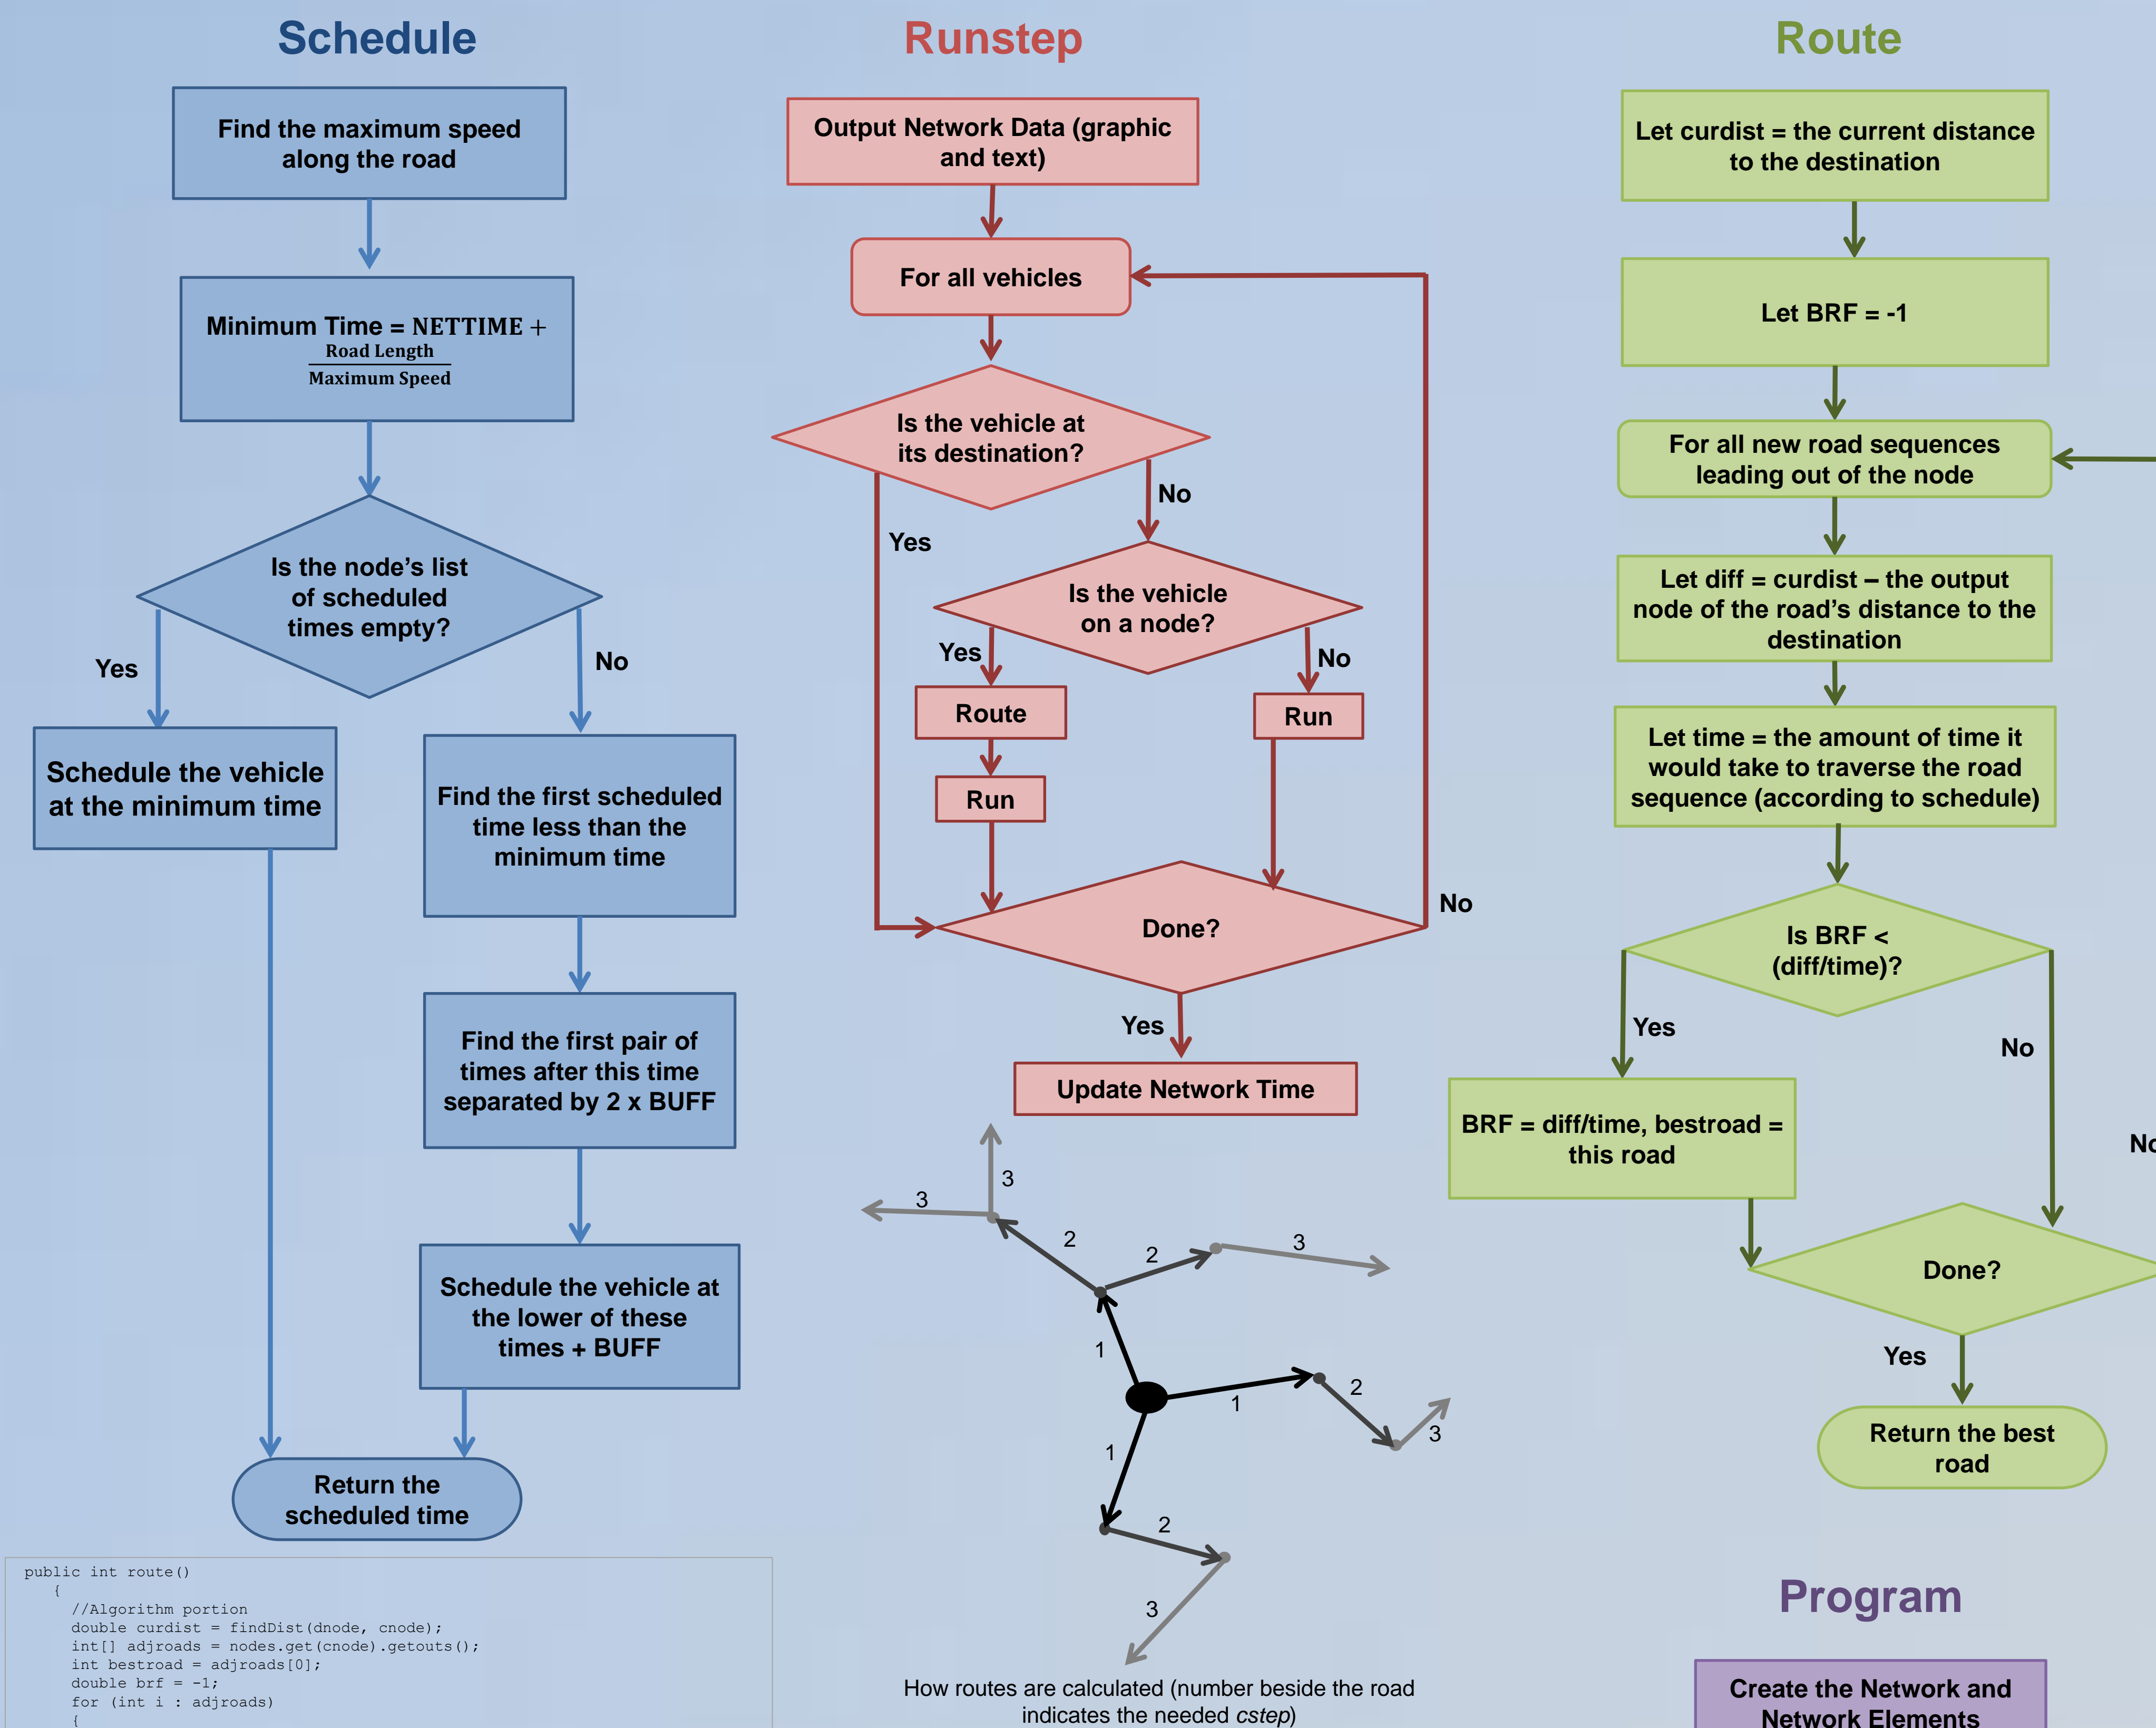 Schedule
Find the maximum speed
along the road
Minimum Time = NETTIME +
Road Length
Maximum Speed
Is the node's list
of scheduled
times empty?
Yes
No
Schedule the vehicle
at the minimum time
Find the first scheduled
time less than the
minimum time
Find the first pair of
times after this time
separated by 2 x BUFF
Schedule the vehicle at
the lower of these
times + BUFF
Return the
scheduled time
public int route()
{
//Algorithm portion
double curdist = findDist(dnode, cnode);
int[] adjroads = nodes.get(cnode).getouts();
int bestroad = adjroads[0];
double brf = -1;
for (int i : adjroads)
{
Runstep
Output Network Data (graphic
and text)
For all vehicles
Is the vehicle at
its destination?
No
Yes
Is the vehicle
on a node?
Yes
No
Route
Run
Run
Done?
No
Yes
Update Network Time
3
3
2
2
3
1
1
2
3
1
2
3
How routes are calculated (number beside the road
indicates the needed cstep)
Route
Let curdist = the current distance
to the destination
Let BRF = -1
For all new road sequences
leading out of the node
Let diff = curdist – the output
node of the road's distance to the
destination
Let time = the amount of time it
would take to traverse the road
sequence (according to schedule)
Is BRF <
(diff/time)?
Yes
No
BRF = diff/time, bestroad =
this road
No
Done?
Yes
Return the best
road
Program
Create the Network and
Network Elements